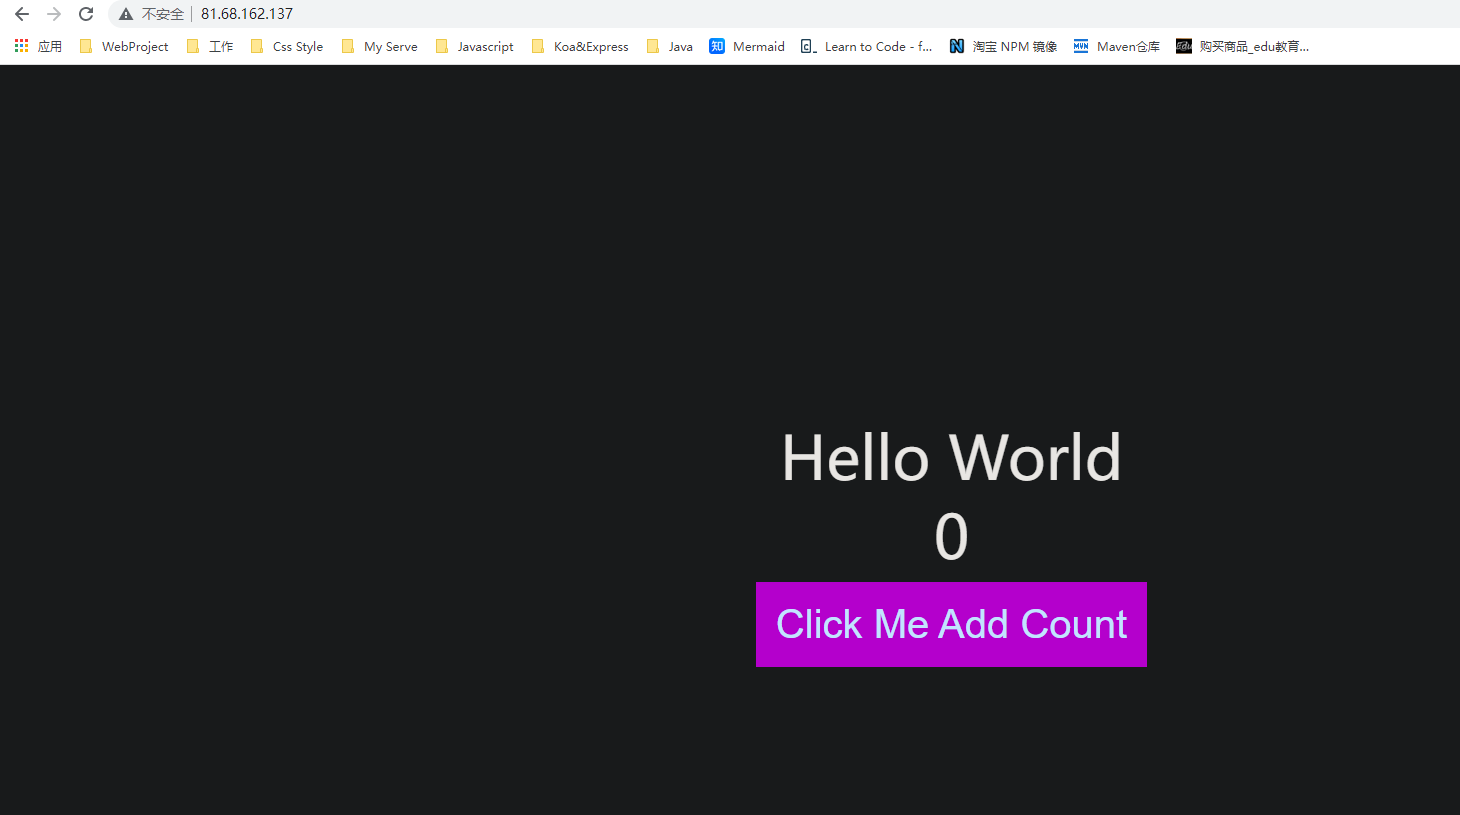 不安全 81.68.162.137
应用 WebProject 工作 Css Style My Serve Javascript Koa&Express Java 知 Mermaid Learn to Code - f... 淘宝 NPM 镜像 MVN Maven仓库 Edu 购买商品_edu教育...
Hello World
0
Click Me Add Count